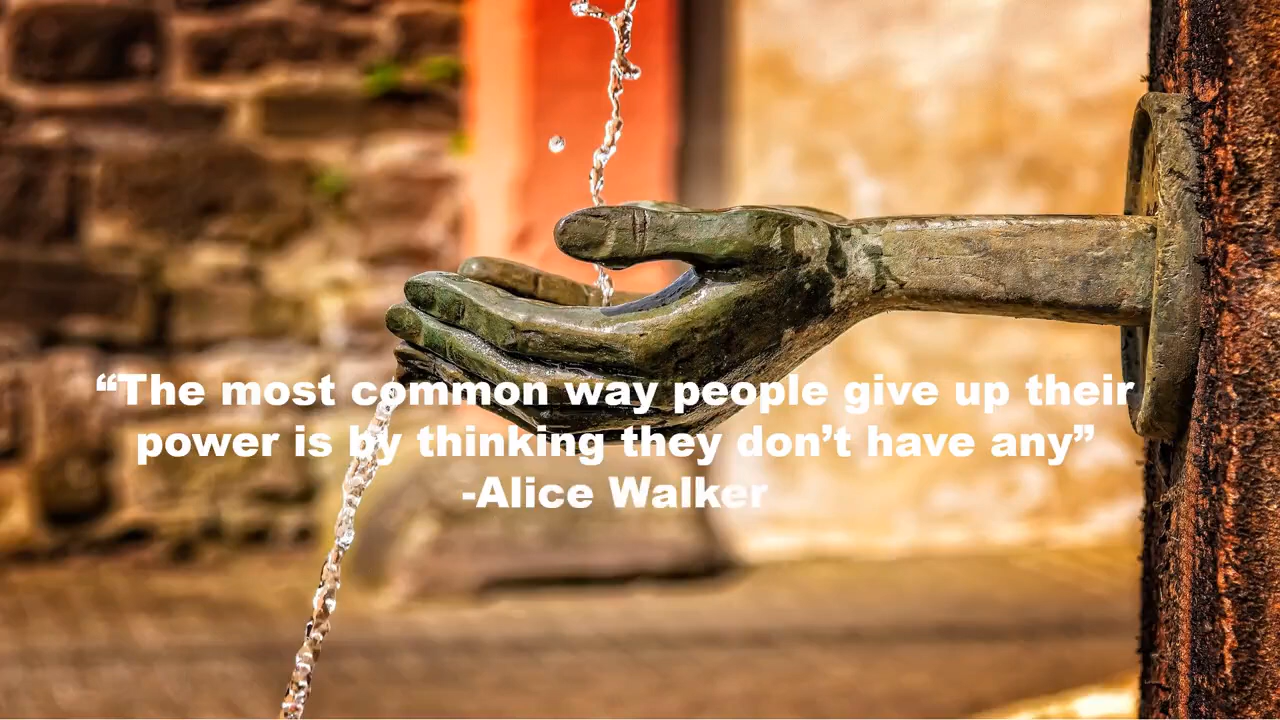 “The most common way people give up their
power is by thinking they don’t have any”
-Alice Walker